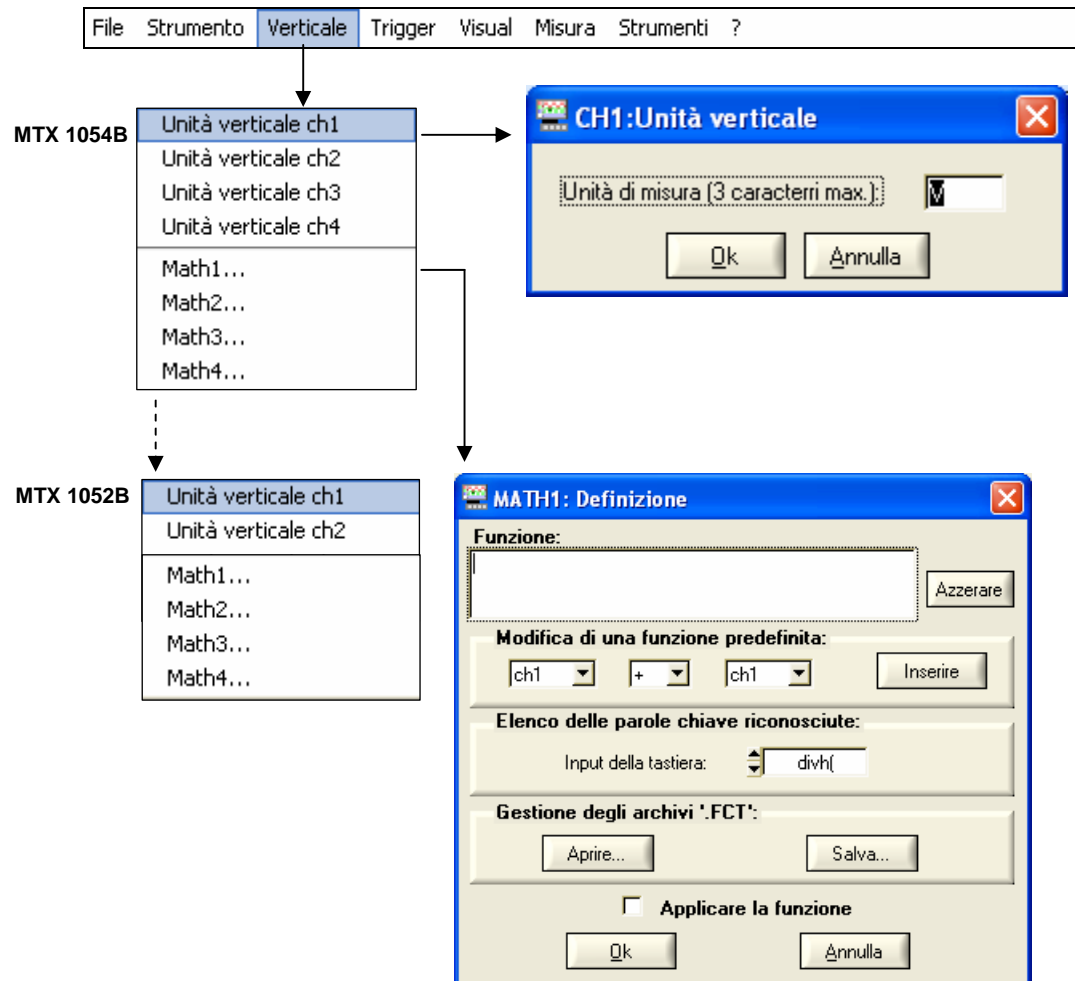 File Strumento Verticale Trigger Visual Misura Strumenti ?
MTX 1054B
Unità verticale ch1
Unità verticale ch2
Unità verticale ch3
Unità verticale ch4
Math1...
Math2...
Math3...
Math4...
CH1:Unità verticale
Unità di misura (3 caracterri max.): V
Ok Annulla
MTX 1052B
Unità verticale ch1
Unità verticale ch2
Math1...
Math2...
Math3...
Math4...
MATH1: Definizione
Funzione:
Azzerare
Modifica di una funzione predefinita:
ch1 + ch1 Inserire
Elenco delle parole chiave riconosciute:
Input della tastiera: divh(
Gestione degli archivi '.FCT':
Aprire... Salva...
Applicare la funzione
Ok Annulla